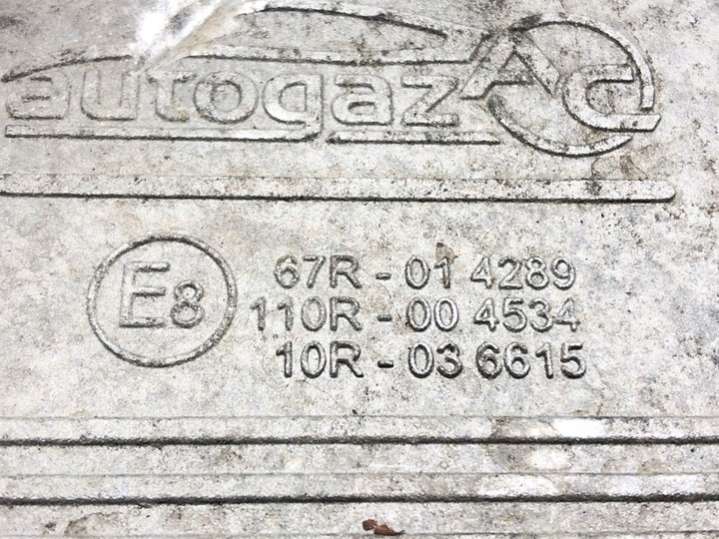 autogaz AC
E8
67R - 01 4289
110R - 00 4534
10R - 03 6615